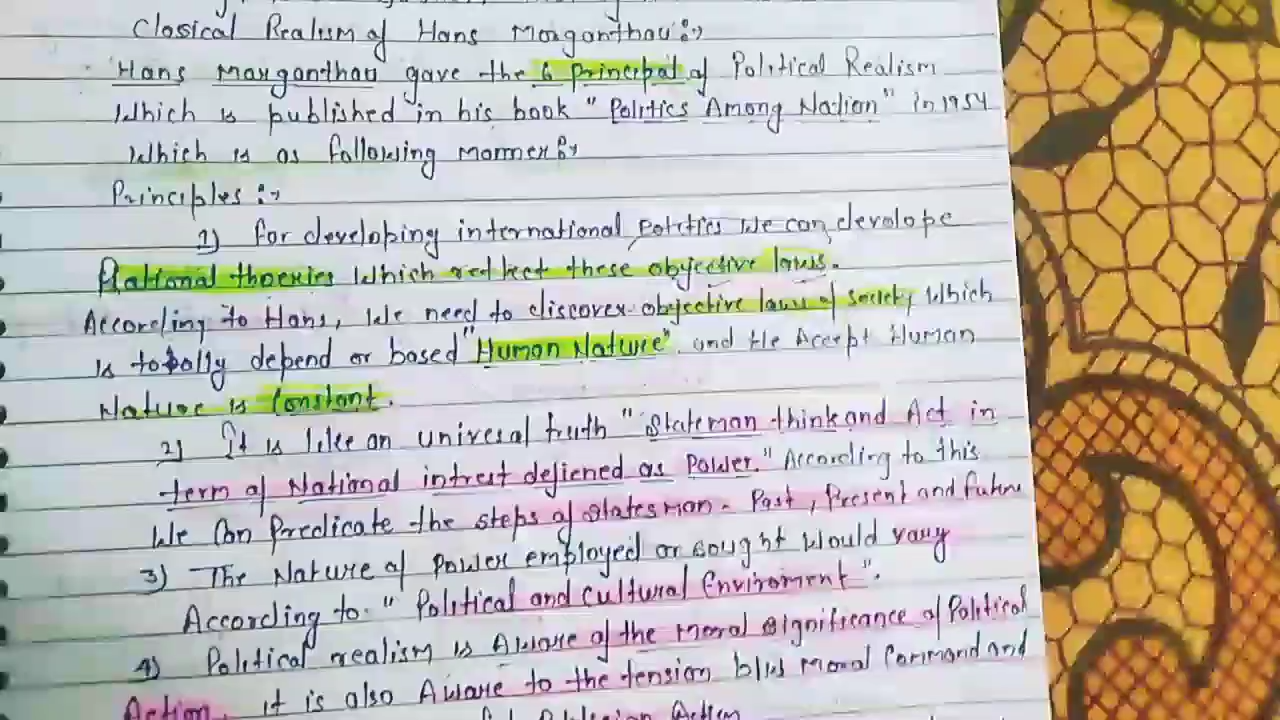 Classical Realism of Hans Morganthau :→
Hans Morganthau gave the 6 principal of Political Realism
Which is published in his book "Politics Among Nation" in 1954
Which is as following manner :→
Principles :→
1) for developing international politics we can develope
Rational thoeries which reflect these objective laws.
According to Hans, We need to discover objective laws of society which
is totally depend or based "Human Nature" and He Accept Human
Nature is Constant.
2) It is like an univesal truth "Stateman think and Act in
term of National intrest defiened as Power." According to this
We Can Predicate the steps of statesman. Past, Present and Future
3) The Nature of Power employed or sought would vary
According to "Political and cultural Enviroment".
4) Political realism is Aware of the moral significance of Political
Action. it is also Aware to the tension b/w moral Command and
Action